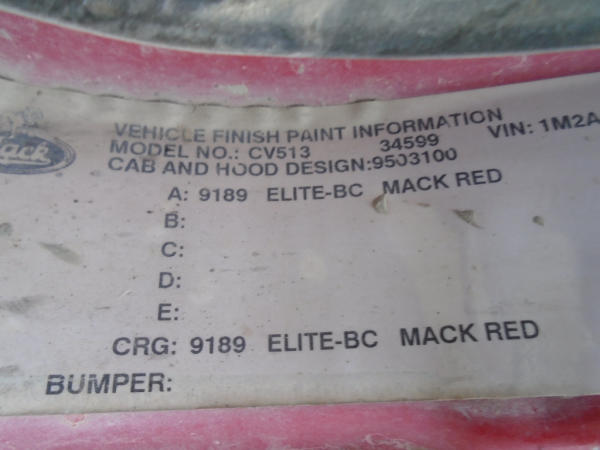 Mack
VEHICLE FINISH PAINT INFORMATION
MODEL NO.: CV513 34599 VIN: 1M2A
CAB AND HOOD DESIGN:9503100
A: 9189 ELITE-BC MACK RED
B:
C:
D:
E:
CRG: 9189 ELITE-BC MACK RED
BUMPER: